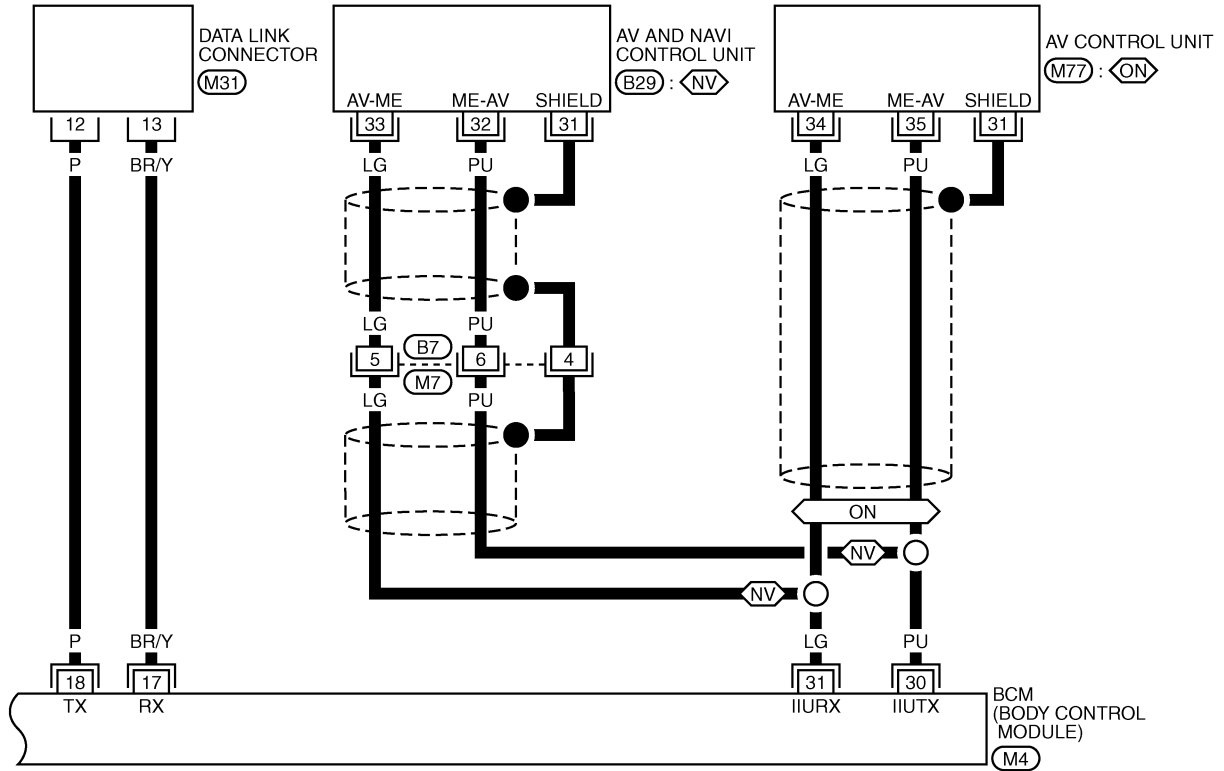 DATA LINK
CONNECTOR
M31
AV AND NAVI
CONTROL UNIT
B29 : NV
AV CONTROL UNIT
M77 : ON
AV-ME ME-AV SHIELD
AV-ME ME-AV SHIELD
12 13
33 32 31
34 35 31
P BR/Y
LG PU
LG PU
LG PU
5 B7 6 4
M7
LG PU
ON
NV
NV
P BR/Y
LG PU
18 17
31 30
TX RX
IIURX IIUTX
BCM
(BODY CONTROL
MODULE)
M4